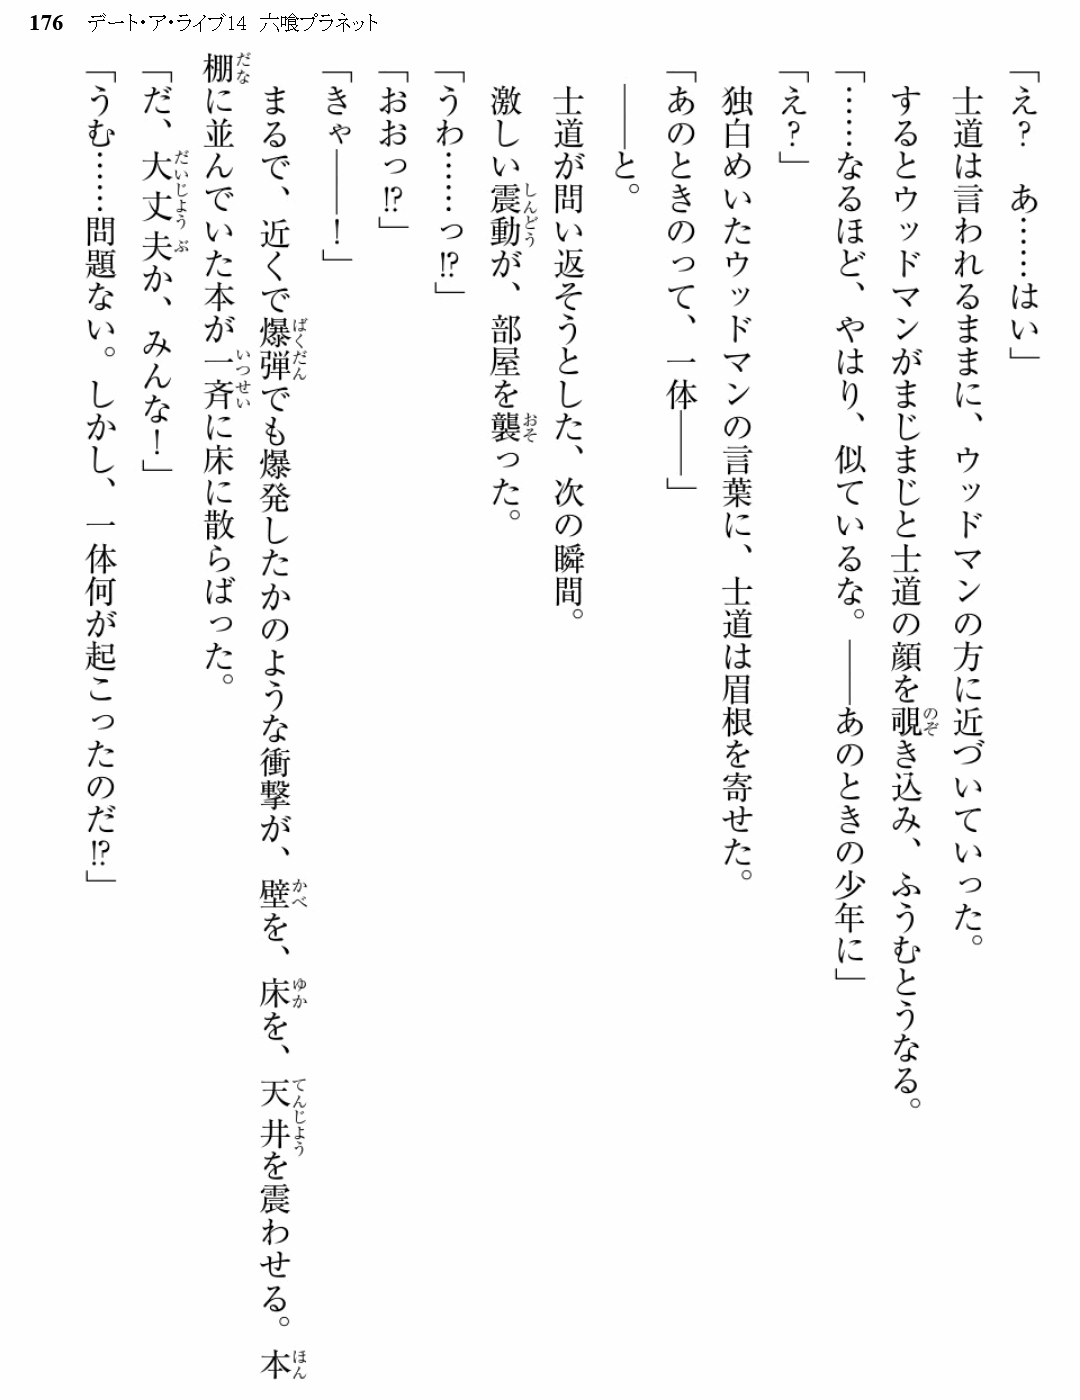 176 デート・ア・ライブ14 六喰プラネット
「え? あ……はい」
士道は言われるままに、ウッドマンの方に近づいていった。
するとウッドマンがまじまじと士道の顔を覗き込み、ふうむとうなる。
「……なるほど、やはり、似ているな。――あのときの少年に」
「え?」
独白めいたウッドマンの言葉に、士道は眉根を寄せた。
「あのときのって、一体――」
――と。
士道が問い返そうとした、次の瞬間。
激しい震動が、部屋を襲った。
「うわ……っ!?」
「おおっ!?」
「きゃ――!」
まるで、近くで爆弾でも爆発したかのような衝撃が、壁を、床を、天井を震わせる。本
棚に並んでいた本が一斉に床に散らばった。
「だ、大丈夫か、みんな!」
「うむ……問題ない。しかし、一体何が起こったのだ!?」